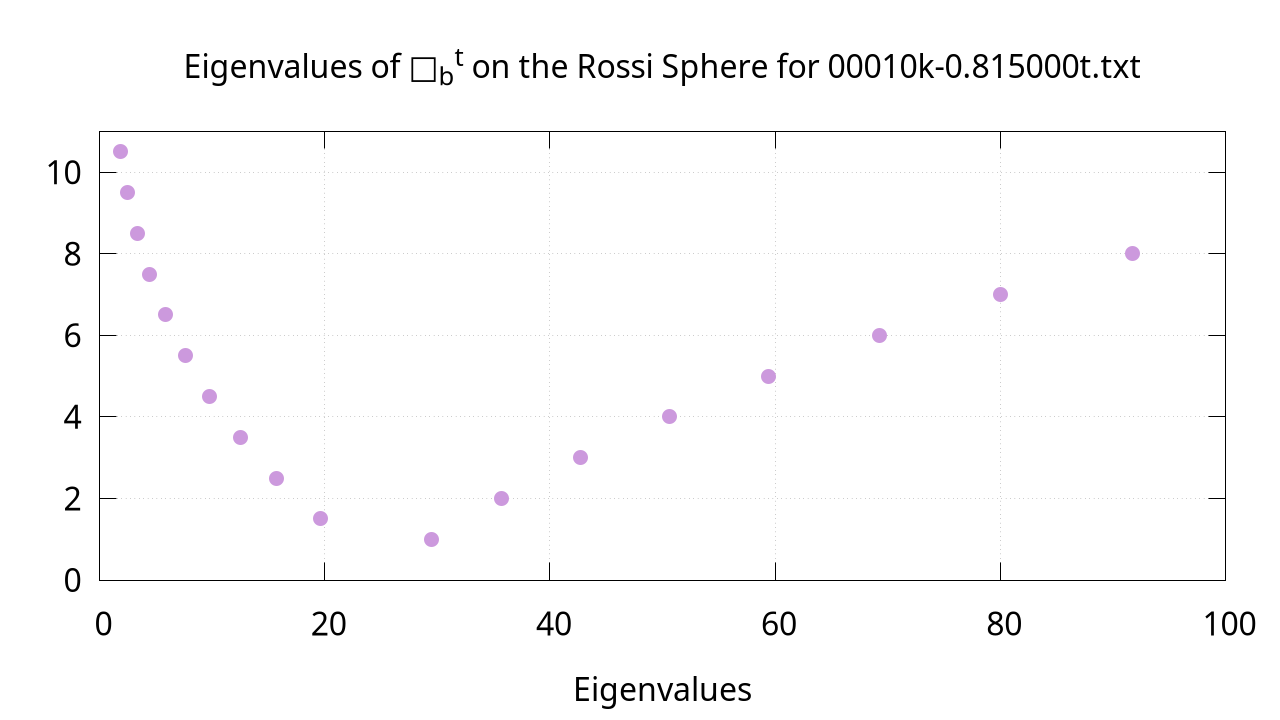 Eigenvalues of □bᵗ on the Rossi Sphere for 00010k-0.815000t.txt
10
8
6
4
2
0
0 20 40 60 80 100
Eigenvalues